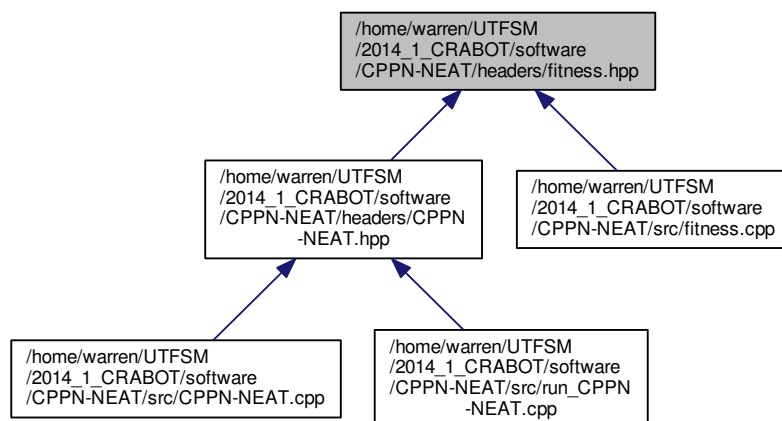 /home/warren/UTFSM
/2014_1_CRABOT/software
/CPPN-NEAT/headers/fitness.hpp
/home/warren/UTFSM
/2014_1_CRABOT/software
/CPPN-NEAT/headers/CPPN
-NEAT.hpp
/home/warren/UTFSM
/2014_1_CRABOT/software
/CPPN-NEAT/src/fitness.cpp
/home/warren/UTFSM
/2014_1_CRABOT/software
/CPPN-NEAT/src/CPPN-NEAT.cpp
/home/warren/UTFSM
/2014_1_CRABOT/software
/CPPN-NEAT/src/run_CPPN
-NEAT.cpp